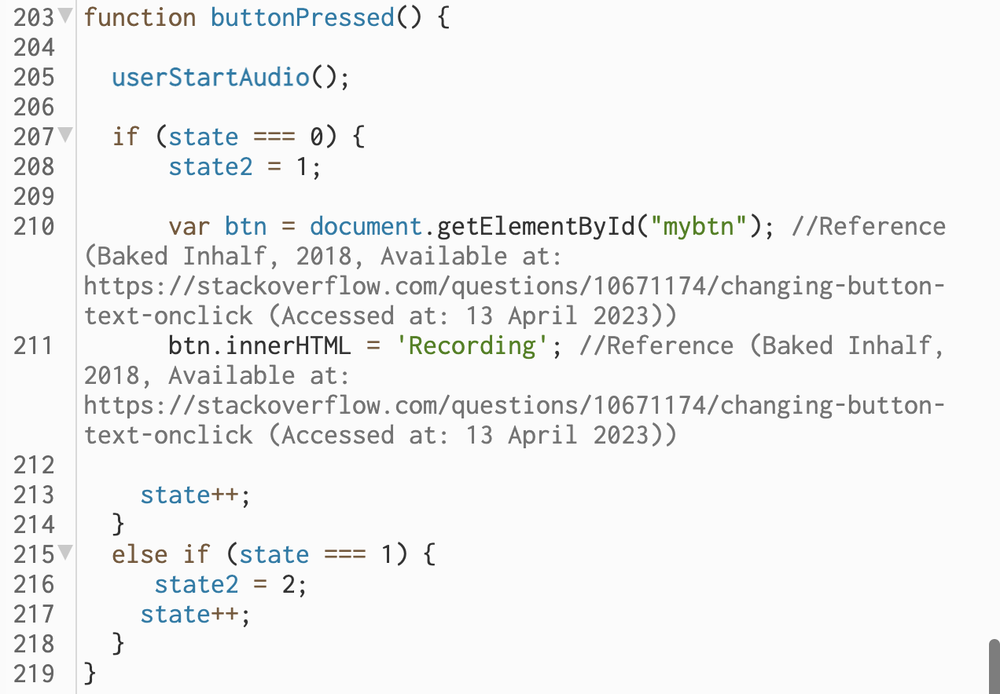 203 function buttonPressed() {
204
205   userStartAudio();
206
207   if (state === 0) {
208       state2 = 1;
209
210       var btn = document.getElementById("mybtn"); //Reference
(Baked Inhalf, 2018, Available at:
https://stackoverflow.com/questions/10671174/changing-button-
text-onclick (Accessed at: 13 April 2023))
211       btn.innerHTML = 'Recording'; //Reference (Baked Inhalf,
2018, Available at:
https://stackoverflow.com/questions/10671174/changing-button-
text-onclick (Accessed at: 13 April 2023))
212
213     state++;
214   }
215   else if (state === 1) {
216      state2 = 2;
217     state++;
218   }
219 }